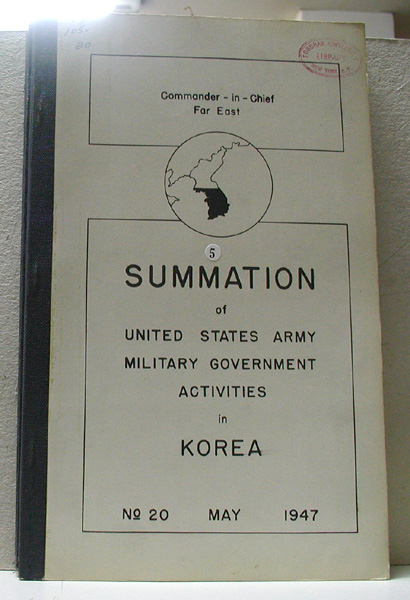 Commander-in-Chief
Far East
5
SUMMATION
of
UNITED STATES ARMY
MILITARY GOVERNMENT
ACTIVITIES
in
KOREA
No 20 MAY 1947